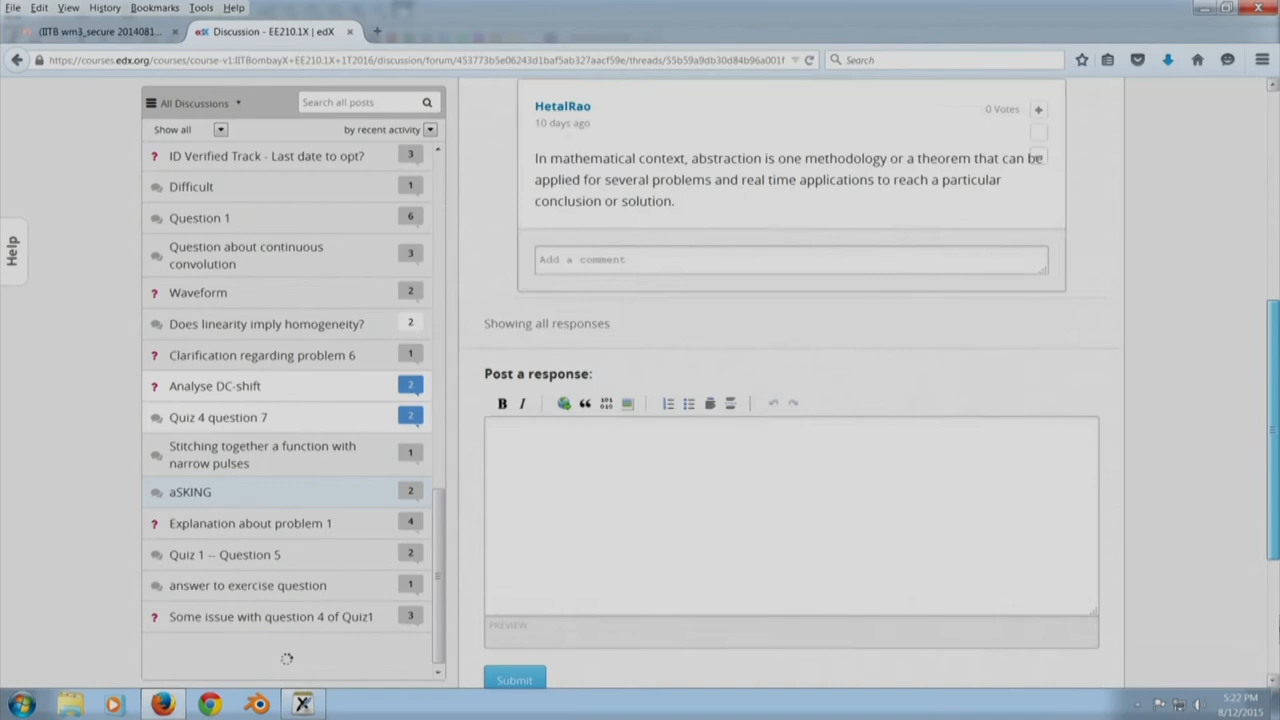 File Edit View History Bookmarks Tools Help
(IITB wm3_secure 2014081...
Discussion - EE210.1X | edX
https://courses.edx.org/courses/course-v1:IITBombayX+EE210.1X+1T2016/discussion/forum/453773b5e06243d1baf5ab327aacf59e/threads/55b59a9db30d84b96a001f
Search
Help
All Discussions
Search all posts
Show all
by recent activity
ID Verified Track - Last date to opt? 3
Difficult 1
Question 1 6
Question about continuous
convolution 3
Waveform 2
Does linearity imply homogeneity? 2
Clarification regarding problem 6 1
Analyse DC-shift 2
Quiz 4 question 7 2
Stitching together a function with
narrow pulses 1
aSKING 2
Explanation about problem 1 4
Quiz 1 -- Question 5 2
answer to exercise question 1
Some issue with question 4 of Quiz1 3
HetalRao
0 Votes
10 days ago
In mathematical context, abstraction is one methodology or a theorem that can be
applied for several problems and real time applications to reach a particular
conclusion or solution.
Add a comment
Showing all responses
Post a response:
B I
PREVIEW
Submit
5:22 PM
8/12/2015